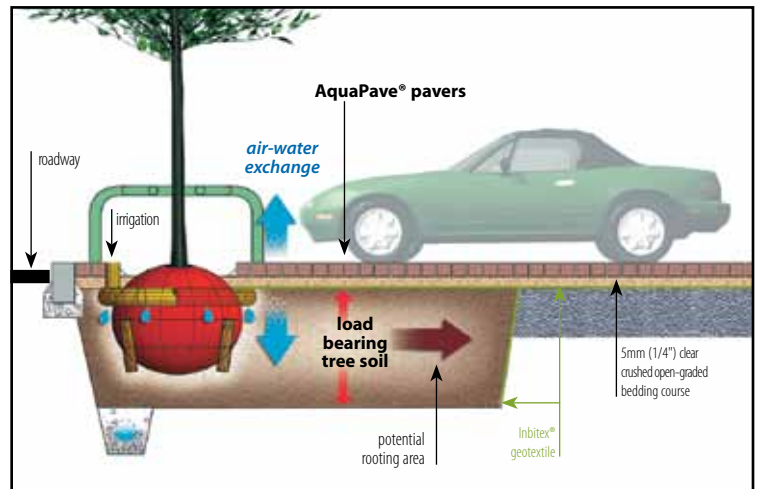 AquaPave® pavers
air-water
exchange
roadway
irrigation
load
bearing
tree soil
5mm (1/4") clear
crushed open-graded
bedding course
potential
rooting area
Inbitex®
geotextile